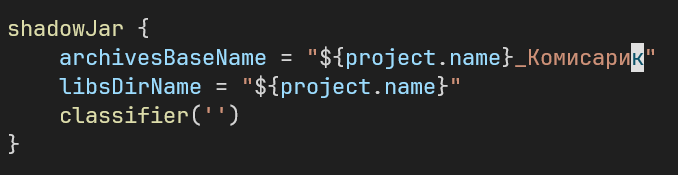 shadowJar {
    archivesBaseName = "${project.name}_Комисарик"
    libsDirName = "${project.name}"
    classifier('')
}